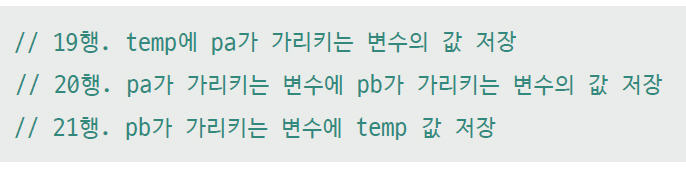 // 19행. temp에 pa가 가리키는 변수의 값 저장
// 20행. pa가 가리키는 변수에 pb가 가리키는 변수의 값 저장
// 21행. pb가 가리키는 변수에 temp 값 저장